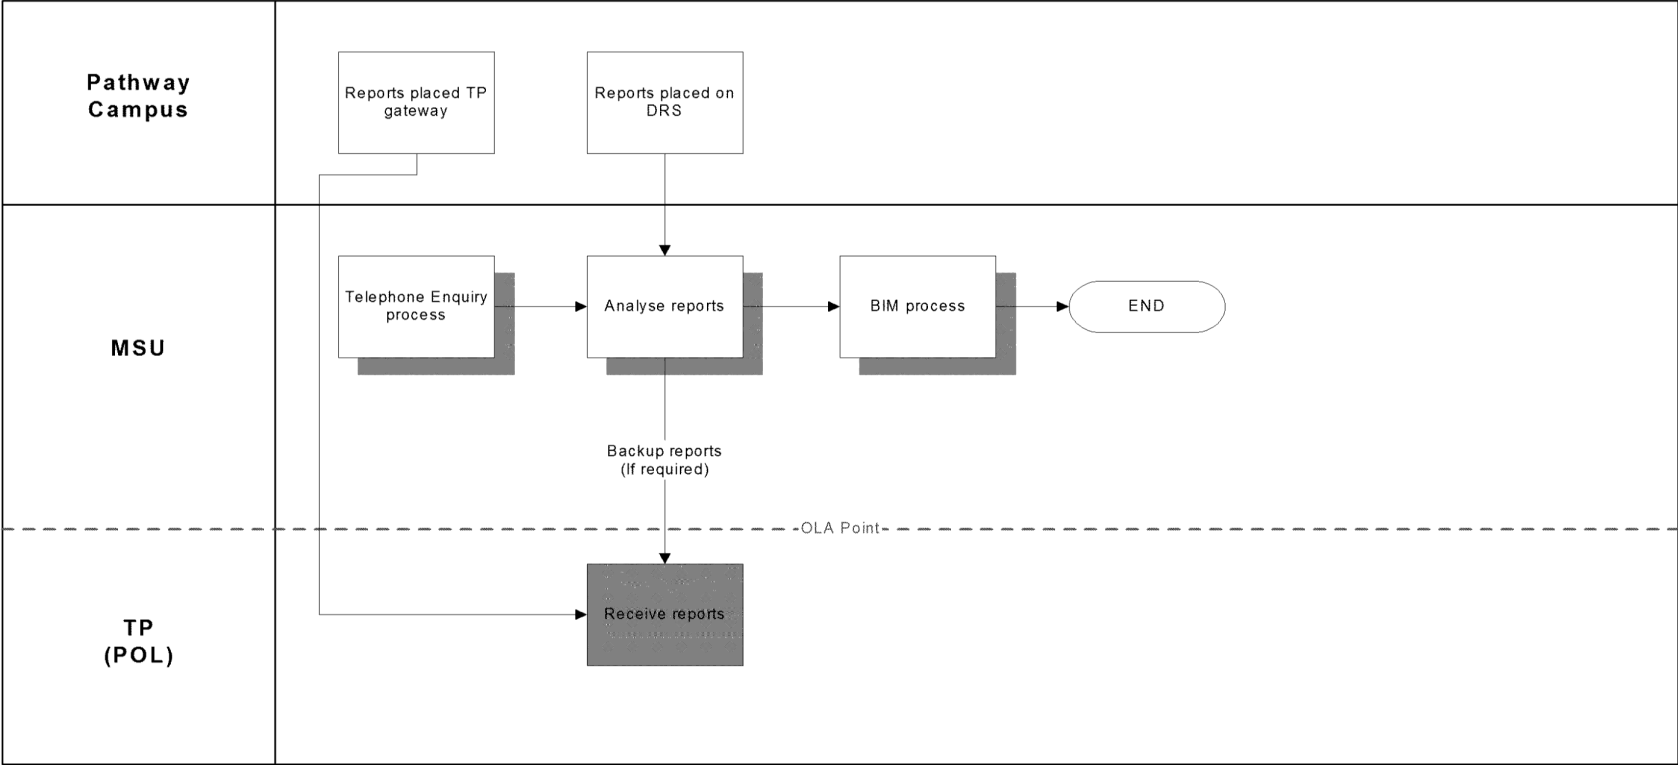 Pathway
Campus
Reports placed TP
gateway
Reports placed on
DRS
MSU
Telephone Enquiry
process
Analyse reports
BIM process
END
Backup reports
(If required)
OLA Point
TP
(POL)
Receive reports